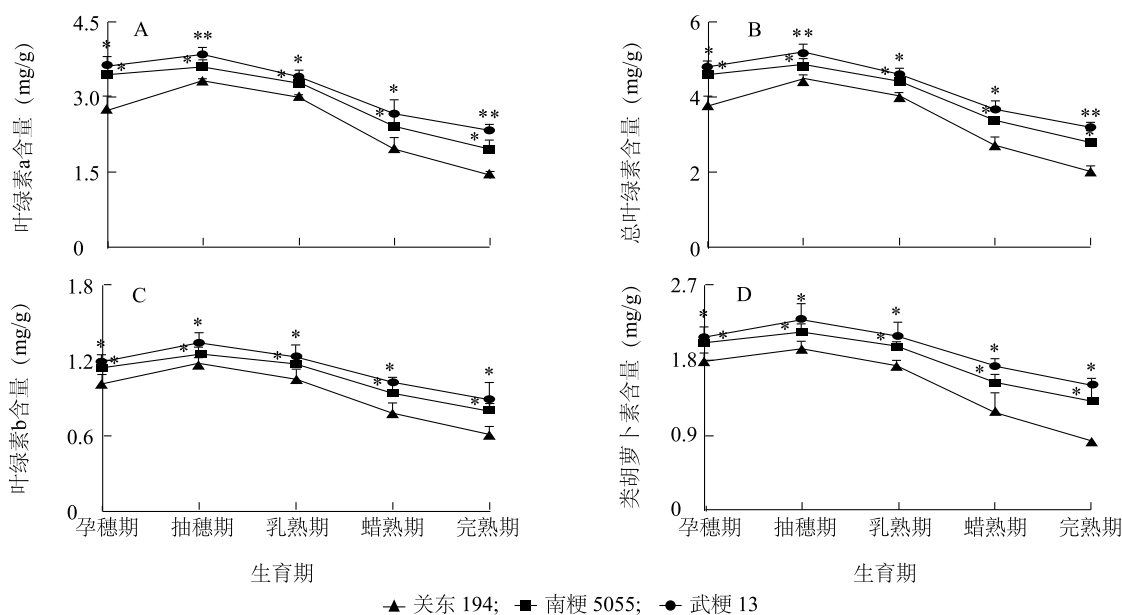 A
叶绿素a含量 (mg/g)
4.5
3.0
1.5
0
* ** * * **
* * * * *
B
总叶绿素含量 (mg/g)
6
4
2
0
* ** * * **
* * * * *
C
叶绿素b含量 (mg/g)
1.8
1.2
0.6
0
* * * * *
* * * * *
孕穗期 抽穗期 乳熟期 蜡熟期 完熟期
生育期
D
类胡萝卜素含量 (mg/g)
2.7
1.8
0.9
0
* * * * *
* * * * *
孕穗期 抽穗期 乳熟期 蜡熟期 完熟期
生育期
关东 194; 南粳 5055; 武粳 13